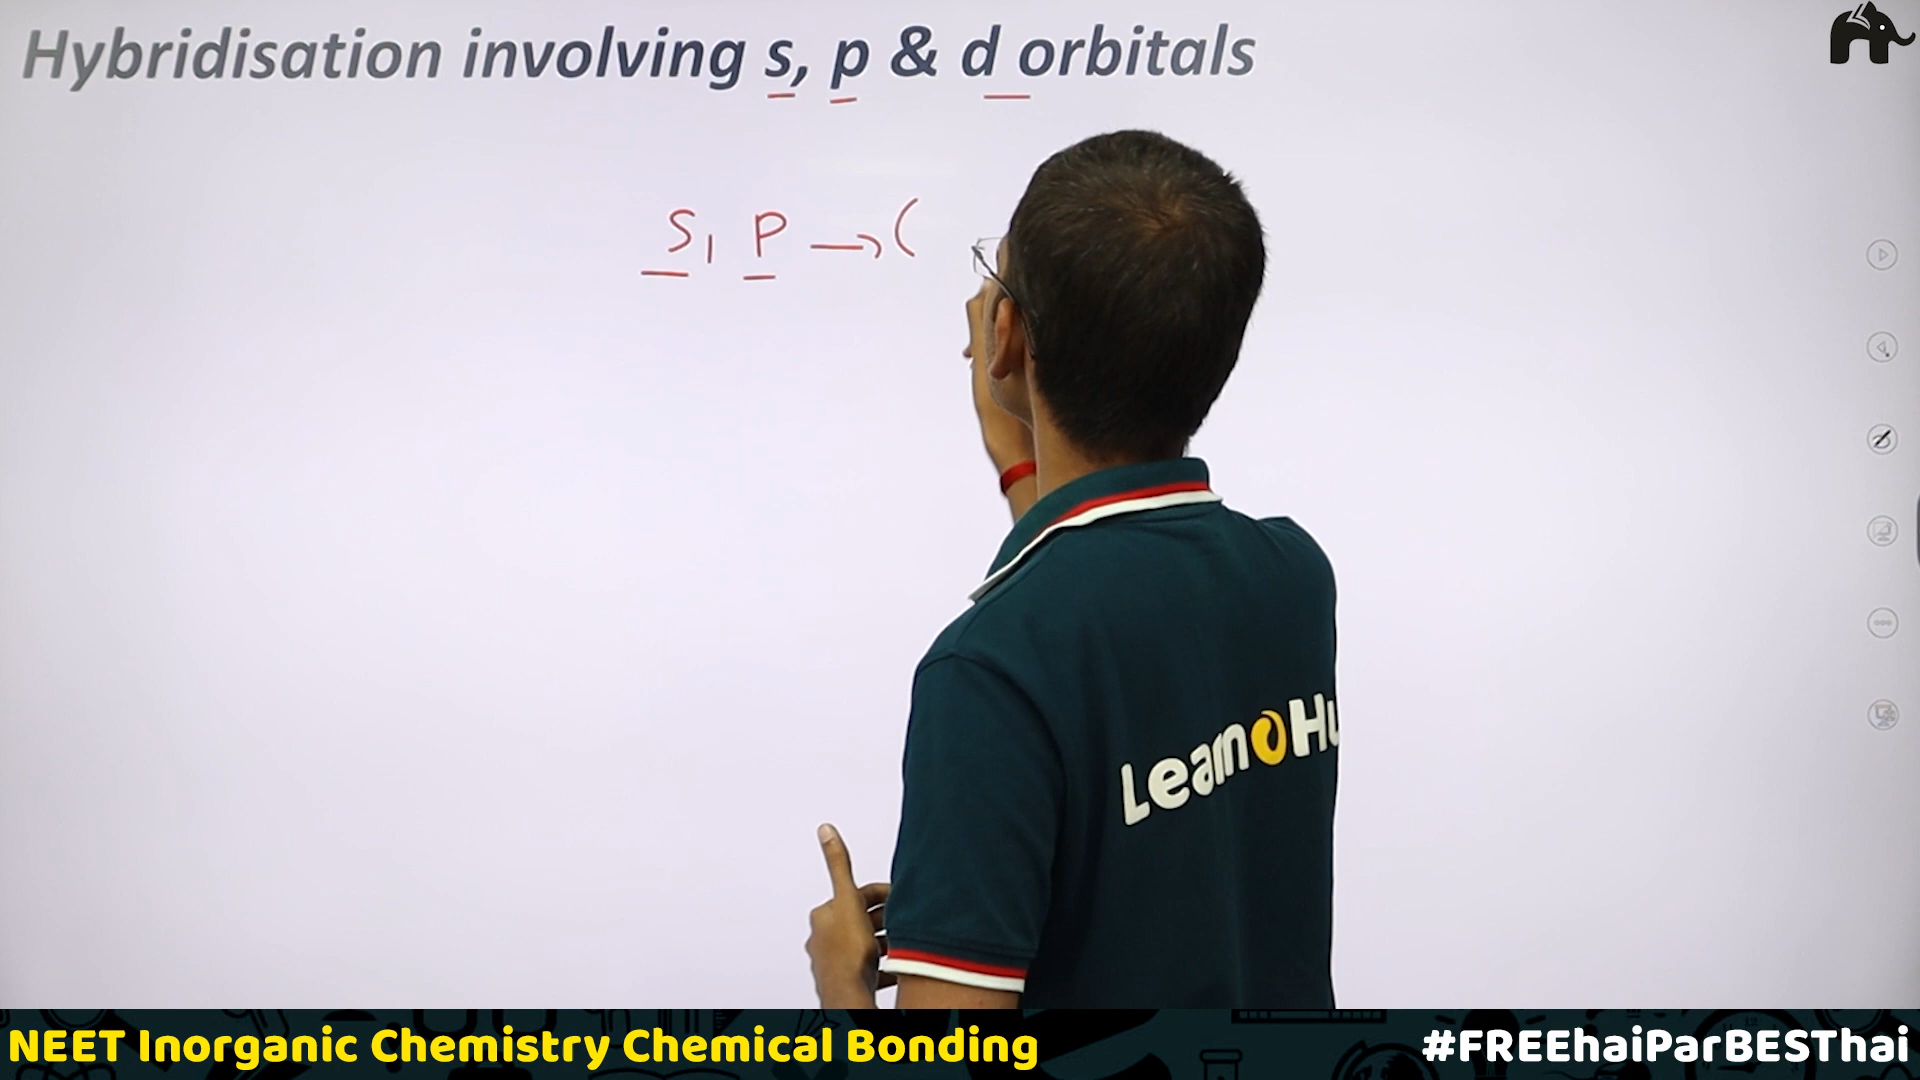 Hybridisation involving s, p & d orbitals
S, P → (
Learn Hu
NEET Inorganic Chemistry Chemical Bonding
#FREEhaiParBESThai